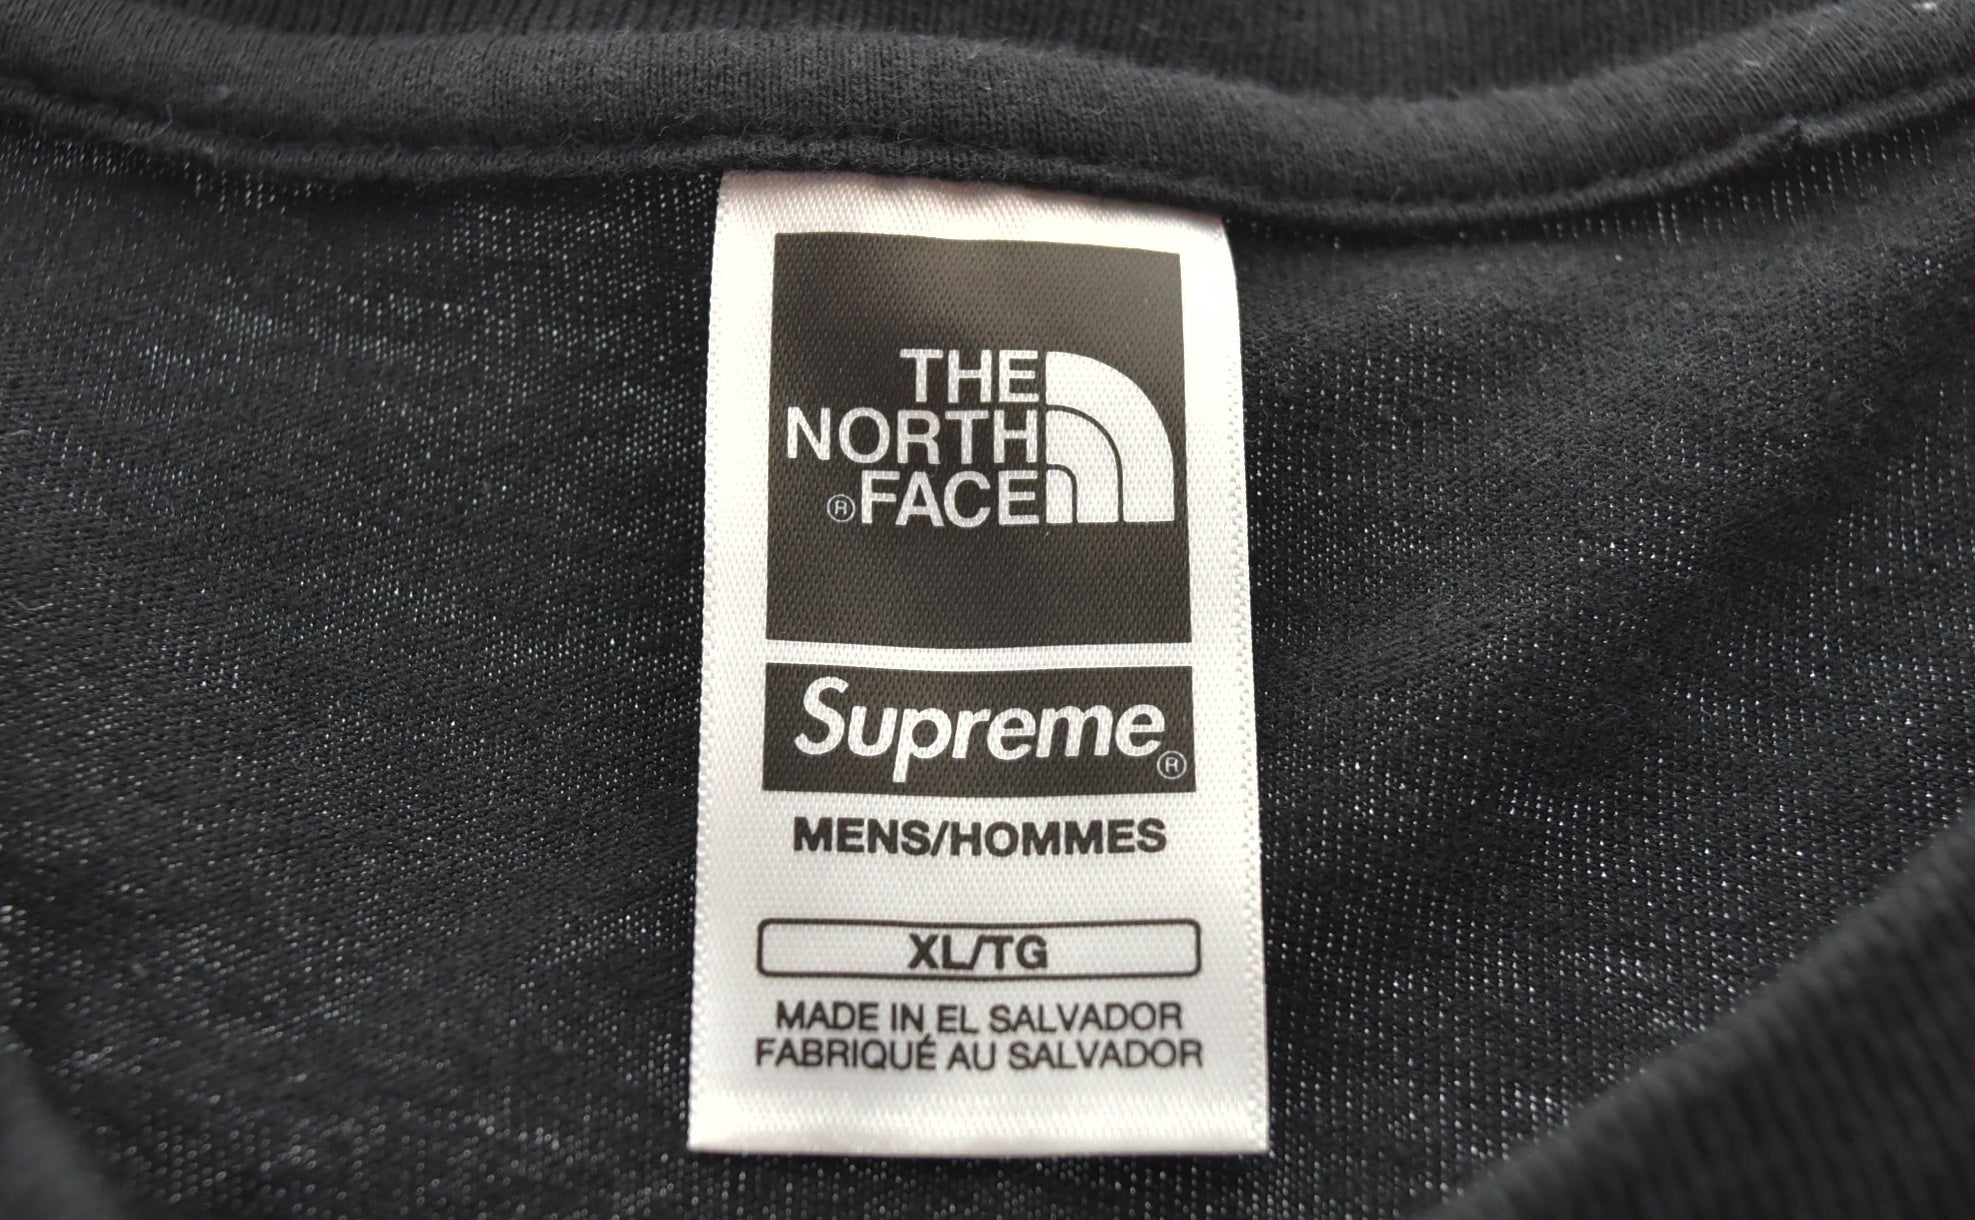 THE
NORTH
®FACE
Supreme®
MENS/HOMMES
XL/TG
MADE IN EL SALVADOR
FABRIQUÉ AU SALVADOR